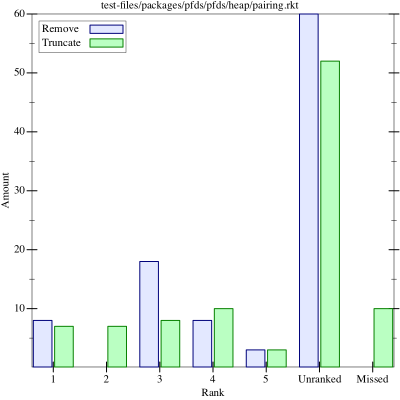 test-files/packages/pfds/pfds/heap/pairing.rkt
Remove
Truncate
60
50
40
30
20
10
Amount
1 2 3 4 5 Unranked Missed
Rank